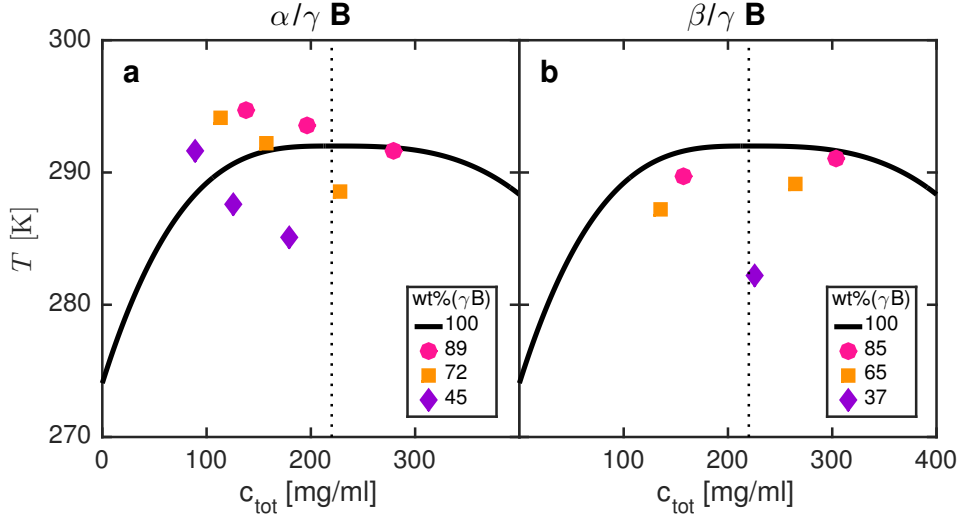 α/γ B
β/γ B
300
290
280
270
T [K]
a
wt%(γB)
100
89
72
45
0
100
200
300
c_tot [mg/ml]
b
wt%(γB)
100
85
65
37
100
200
300
400
c_tot [mg/ml]